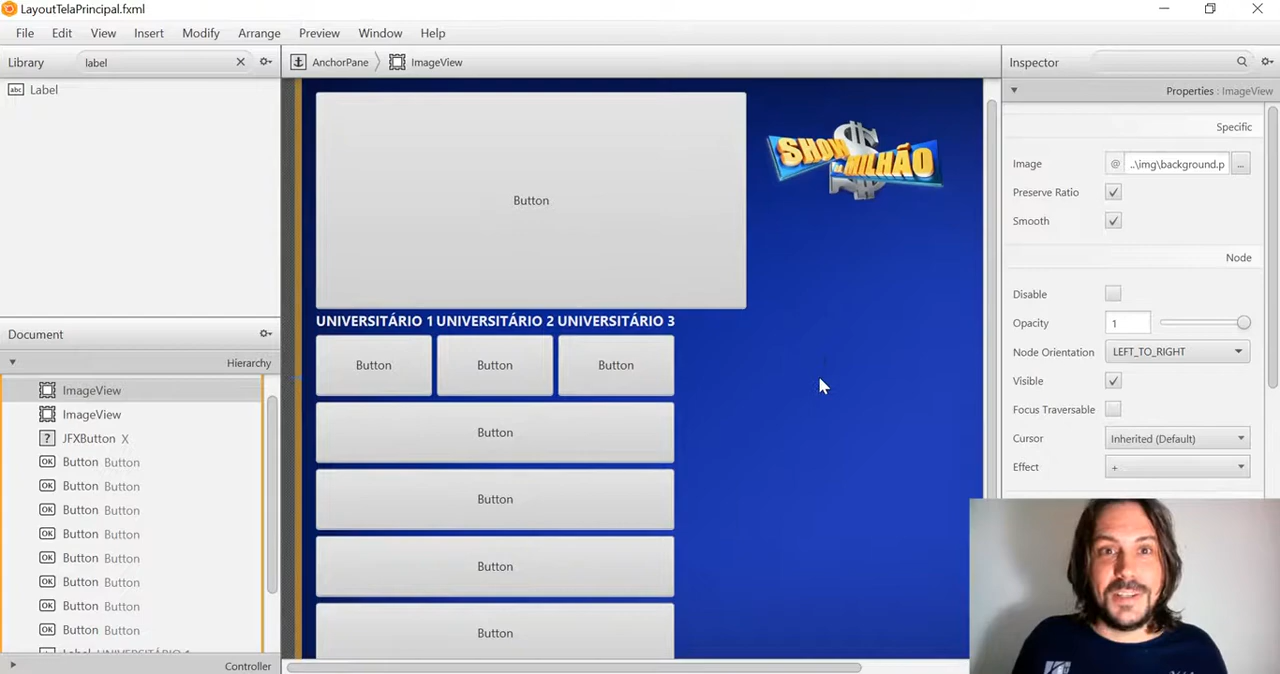 LayoutTelaPrincipal.fxml
File Edit View Insert Modify Arrange Preview Window Help
Library
label
Label
Document
Hierarchy
ImageView
ImageView
JFXButton X
Button Button
Button Button
Button Button
Button Button
Button Button
Button Button
Button Button
Button Button
Label UNIVERSITÁRIO 1
Controller
AnchorPane
ImageView
Button
SHOW DO MILHÃO
UNIVERSITÁRIO 1 UNIVERSITÁRIO 2 UNIVERSITÁRIO 3
Button Button Button
Button
Button
Button
Button
Inspector
Properties : ImageView
Specific
Image @ ..\img\background.p ...
Preserve Ratio
Smooth
Node
Disable
Opacity 1
Node Orientation LEFT_TO_RIGHT
Visible
Focus Traversable
Cursor Inherited (Default)
Effect +